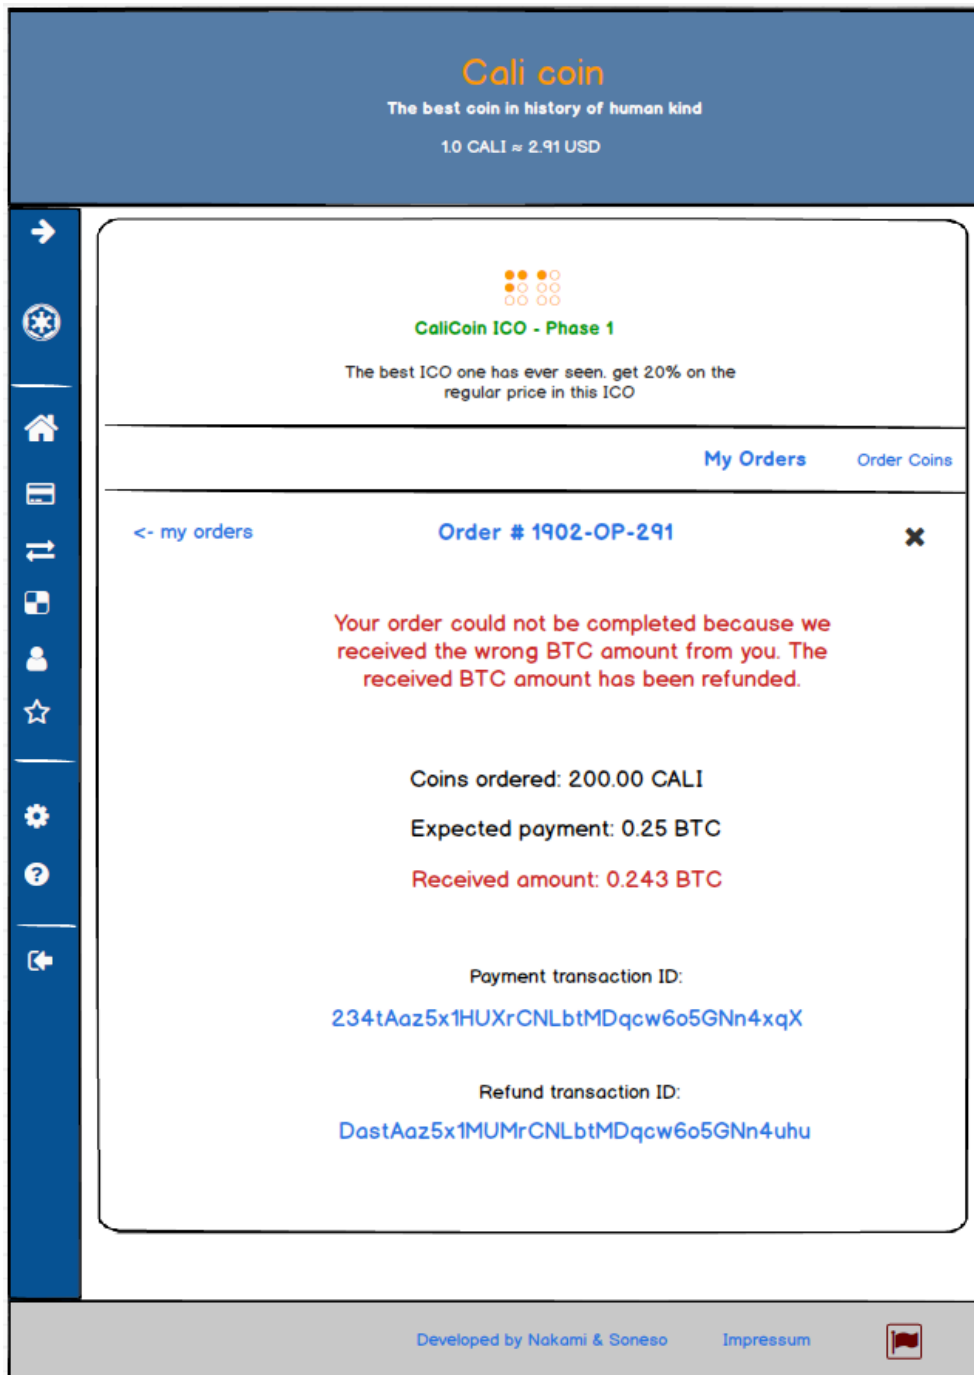 Cali coin
The best coin in history of human kind
1.0 CALI ≈ 2.91 USD
CaliCoin ICO - Phase 1
The best ICO one has ever seen. get 20% on the
regular price in this ICO
My Orders
Order Coins
<- my orders
Order # 1902-OP-291
Your order could not be completed because we
received the wrong BTC amount from you. The
received BTC amount has been refunded.
Coins ordered: 200.00 CALI
Expected payment: 0.25 BTC
Received amount: 0.243 BTC
Payment transaction ID:
234tAaz5x1HUXrCNLbtMDqcw6o5GNn4xqX
Refund transaction ID:
DastAaz5x1MUMrCNLbtMDqcw6o5GNn4uhu
Developed by Nakami & Soneso
Impressum